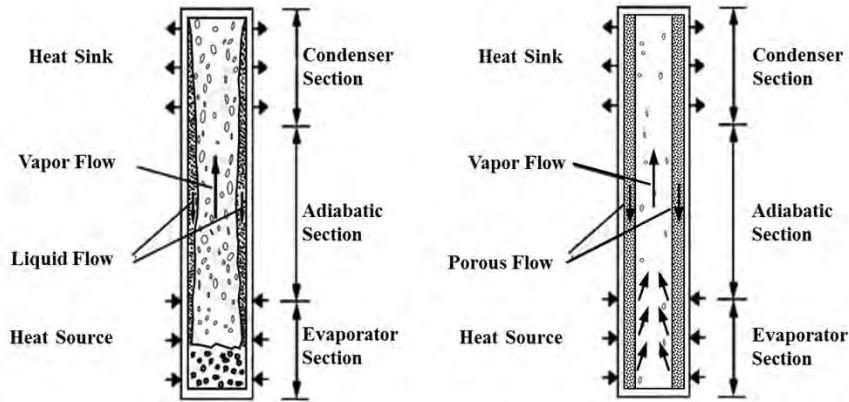 Heat Sink
Condenser
Section
Vapor Flow
Adiabatic
Section
Liquid Flow
Heat Source
Evaporator
Section
Heat Sink
Condenser
Section
Vapor Flow
Adiabatic
Section
Porous Flow
Heat Source
Evaporator
Section